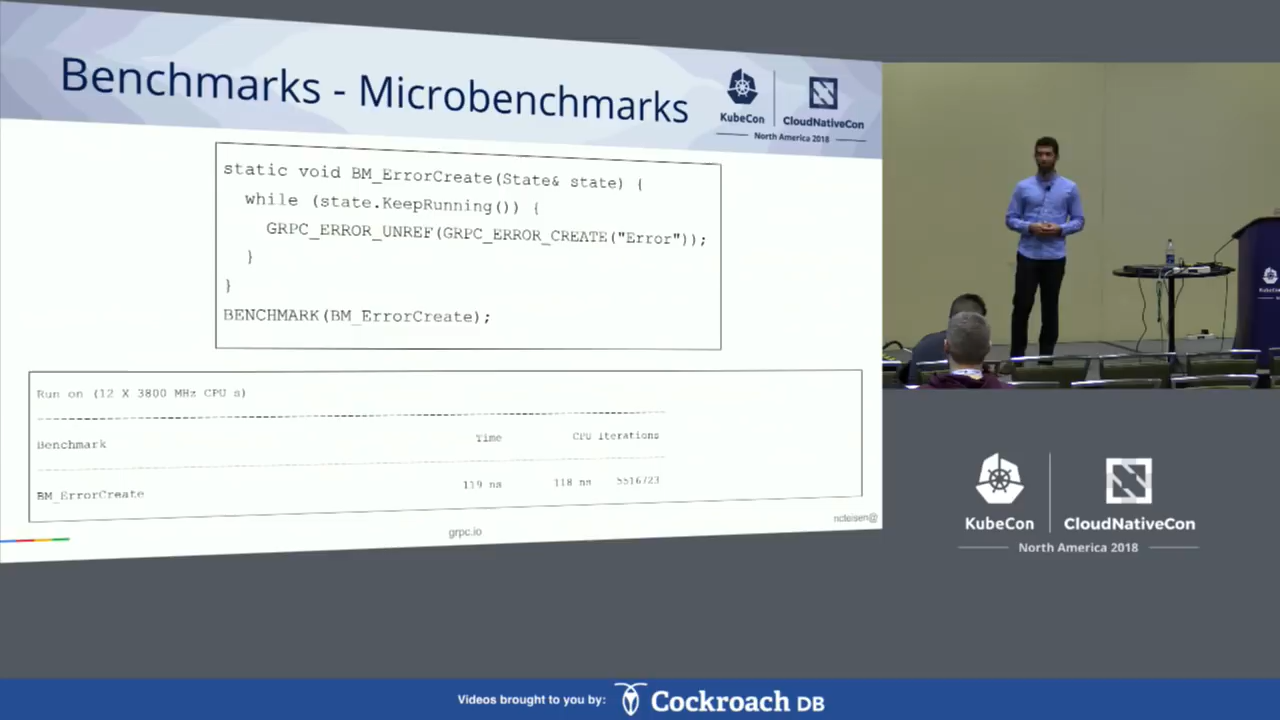 Benchmarks - Microbenchmarks
KubeCon
CloudNativeCon
North America 2018
static void BM_ErrorCreate(State& state) {
while (state.KeepRunning()) {
GRPC_ERROR_UNREF(GRPC_ERROR_CREATE("Error"));
}
}
BENCHMARK(BM_ErrorCreate);
Run on (12 X 3800 MHz CPU s)
Benchmark Time CPU Iterations
BM_ErrorCreate 119 ns 118 ns 5516723
grpc.io
ncteisen@
KubeCon
CloudNativeCon
North America 2018
Videos brought to you by: Cockroach DB